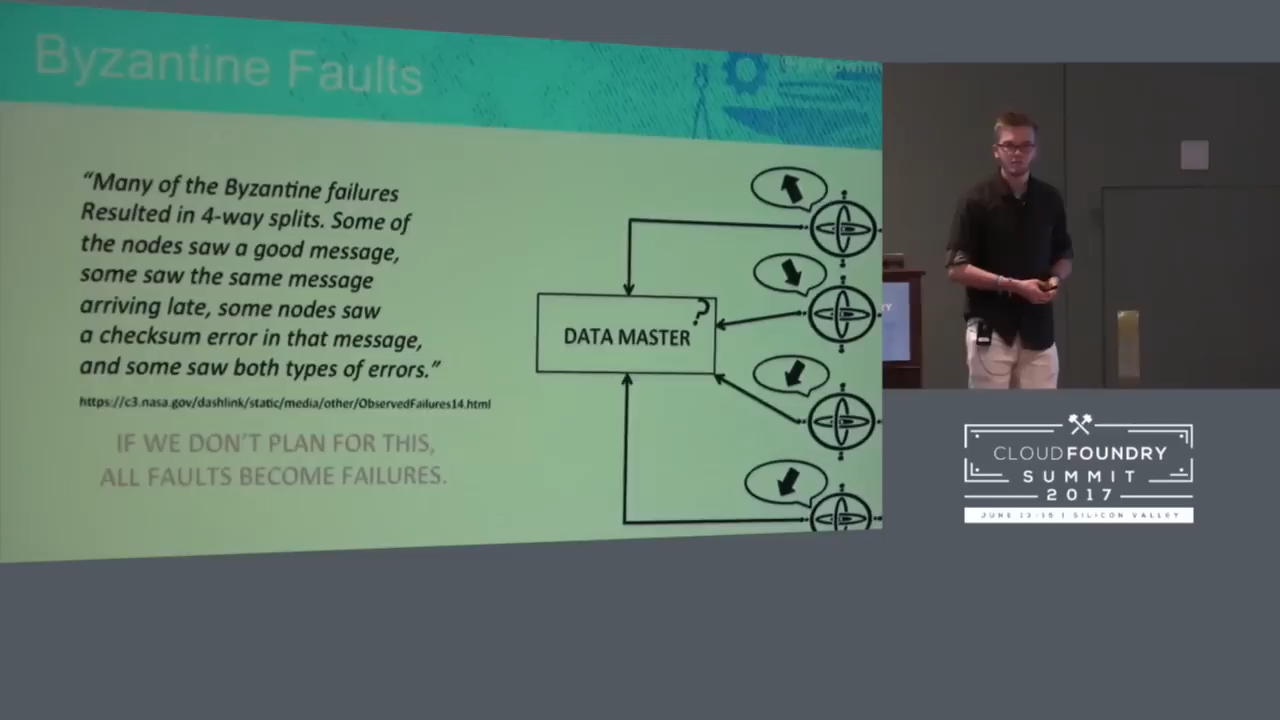 Byzantine Faults
“Many of the Byzantine failures
Resulted in 4-way splits. Some of
the nodes saw a good message,
some saw the same message
arriving late, some nodes saw
a checksum error in that message,
and some saw both types of errors.”
https://c3.nasa.gov/dashlink/static/media/other/ObservedFailures14.html
IF WE DON’T PLAN FOR THIS,
ALL FAULTS BECOME FAILURES.
?
DATA MASTER
CLOUDFOUNDRY
SUMMIT
2017
| SILICON VALLEY